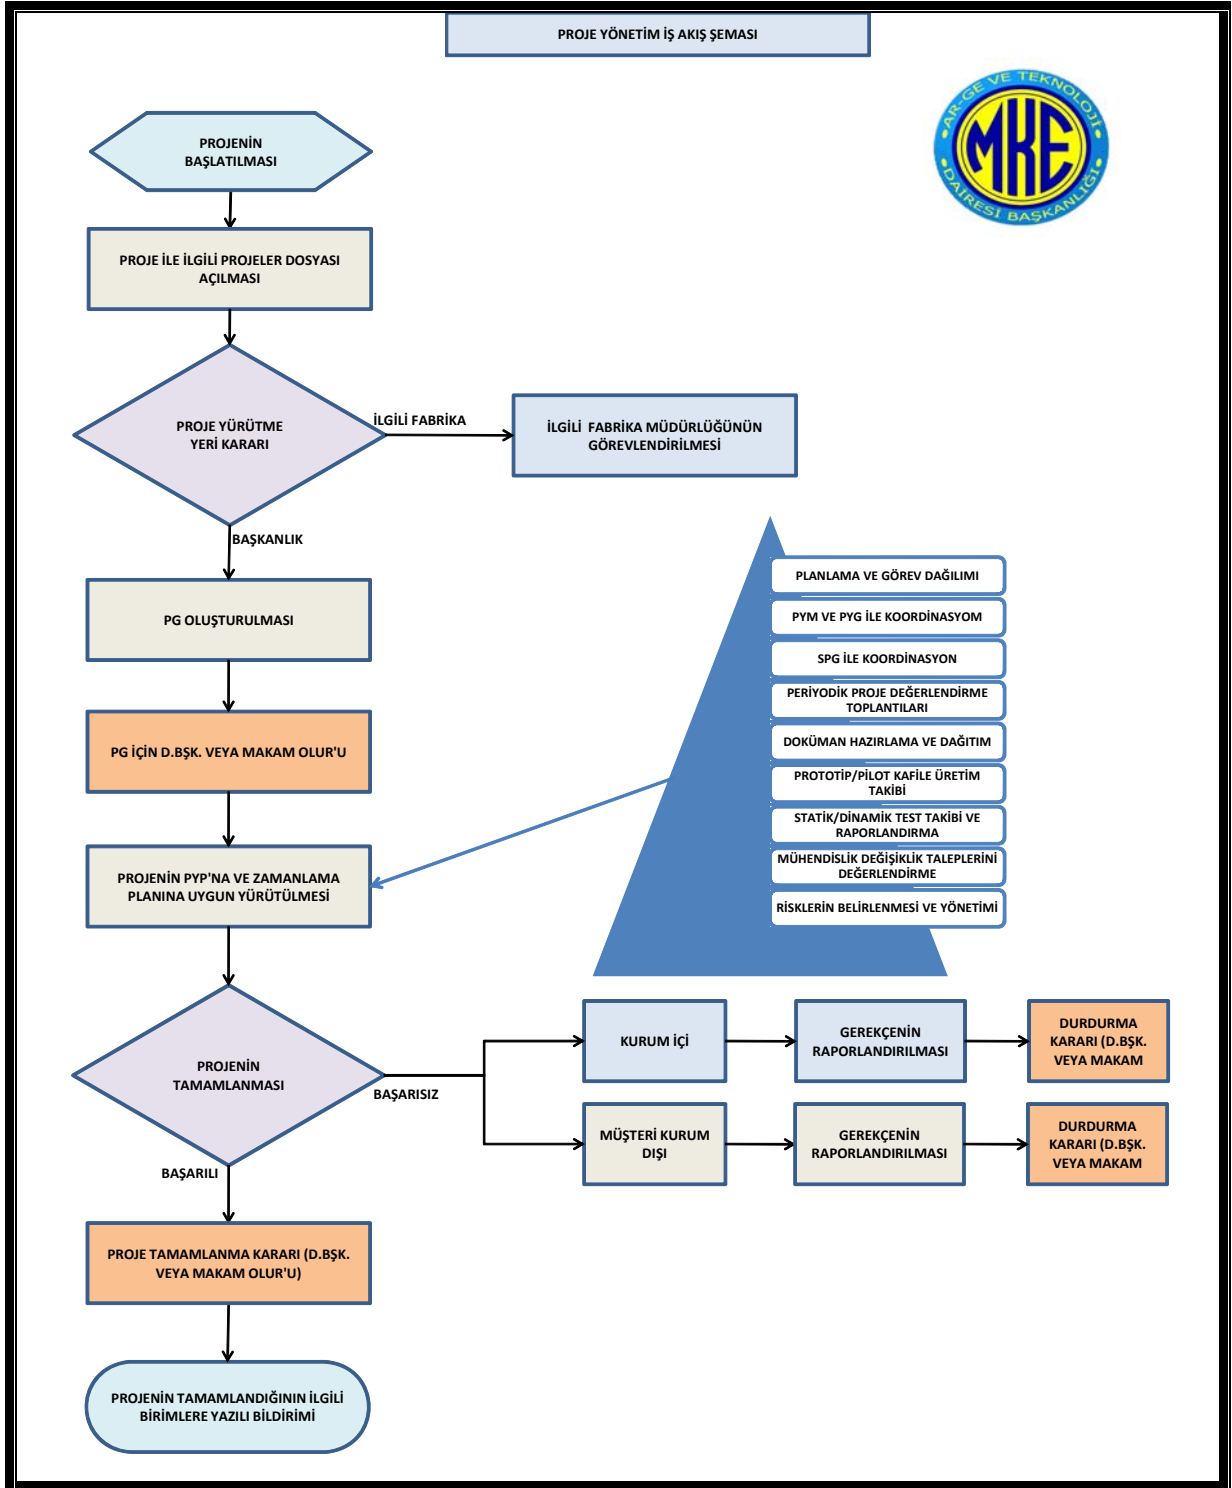 PROJE YÖNETİM İŞ AKIŞ ŞEMASI
AR-GE VE TEKNOLOJİ
MKE
DAİRESİ BAŞKANLIĞI
PROJENİN
BAŞLATILMASI
PROJE İLE İLGİLİ PROJELER DOSYASI
AÇILMASI
PROJE YÜRÜTME
YERİ KARARI
İLGİLİ FABRİKA
İLGİLİ FABRİKA MÜDÜRLÜĞÜNÜN
GÖREVLENDİRİLMESİ
BAŞKANLIK
PG OLUŞTURULMASI
PG İÇİN D.BŞK. VEYA MAKAM OLUR'U
PROJENİN PYP'NA VE ZAMANLAMA
PLANINA UYGUN YÜRÜTÜLMESİ
PLANLAMA VE GÖREV DAĞILIMI
PYM VE PYG İLE KOORDİNASYOM
SPG İLE KOORDİNASYON
PERİYODİK PROJE DEĞERLENDİRME
TOPLANTILARI
DOKÜMAN HAZIRLAMA VE DAĞITIM
PROTOTİP/PİLOT KAFİLE ÜRETİM
TAKİBİ
STATİK/DİNAMİK TEST TAKİBİ VE
RAPORLANDIRMA
MÜHENDİSLİK DEĞİŞİKLİK TALEPLERİNİ
DEĞERLENDİRME
RİSKLERİN BELİRLENMESİ VE YÖNETİMİ
PROJENİN
TAMAMLANMASI
BAŞARISIZ
KURUM İÇİ
GEREKÇENİN
RAPORLANDIRILMASI
DURDURMA
KARARI (D.BŞK.
VEYA MAKAM
MÜŞTERİ KURUM
DIŞI
GEREKÇENİN
RAPORLANDIRILMASI
DURDURMA
KARARI (D.BŞK.
VEYA MAKAM
BAŞARILI
PROJE TAMAMLANMA KARARI (D.BŞK.
VEYA MAKAM OLUR'U)
PROJENİN TAMAMLANDIĞININ İLGİLİ
BİRİMLERE YAZILI BİLDİRİMİ